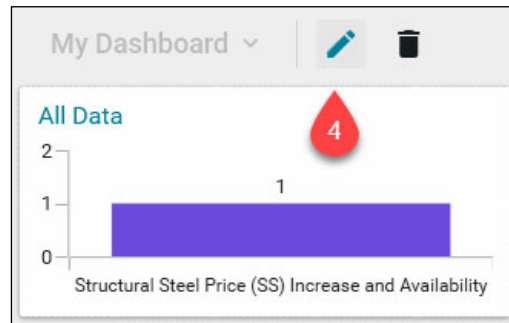 My Dashboard
4
All Data
2
1
1
0
Structural Steel Price (SS) Increase and Availability